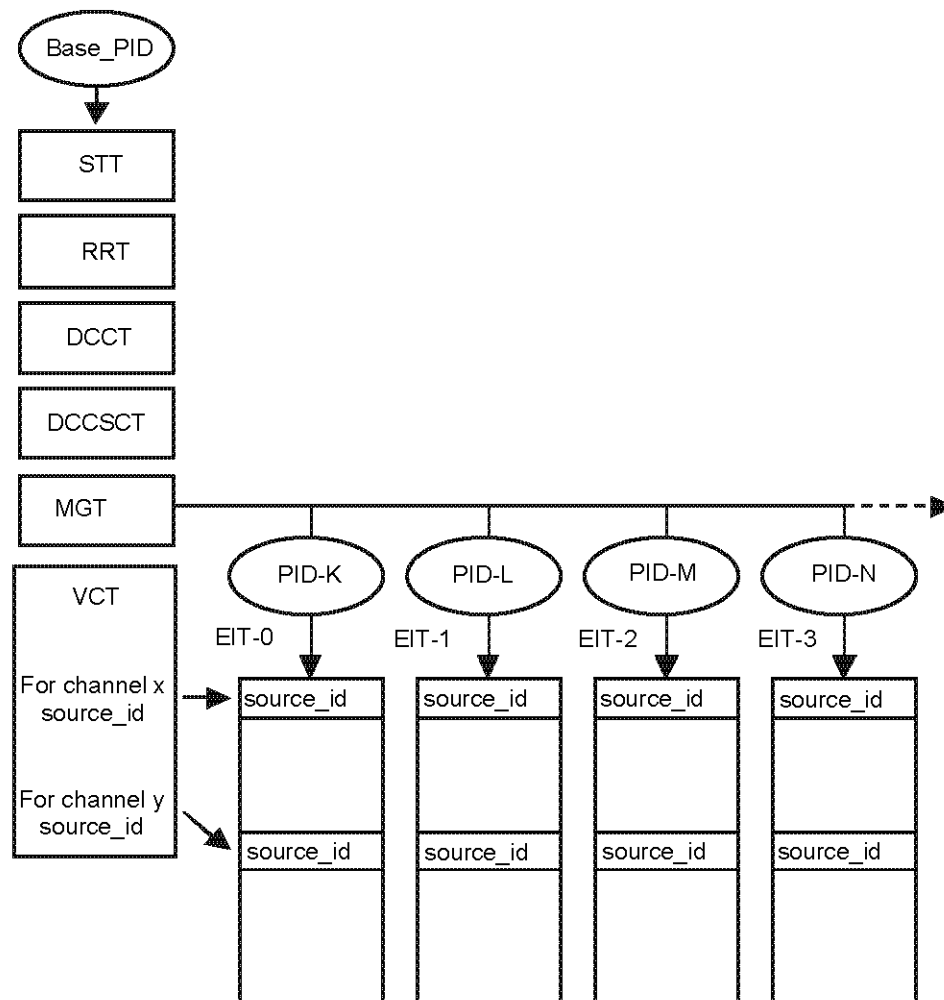 Base_PID
STT
RRT
DCCT
DCCSCT
MGT
PID-K
PID-L
PID-M
PID-N
VCT
EIT-0
EIT-1
EIT-2
EIT-3
For channel x
source_id
source_id
source_id
source_id
source_id
For channel y
source_id
source_id
source_id
source_id
source_id